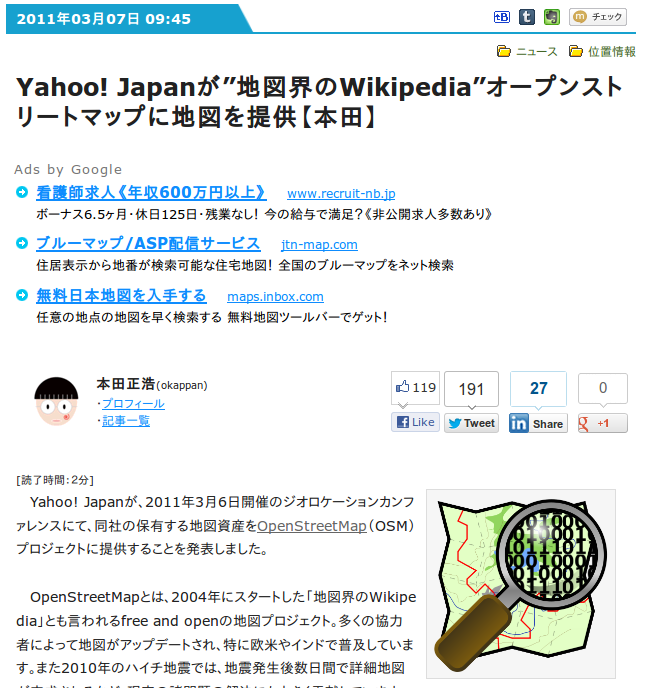 2011年03月07日 09:45
B t m チェック
ニュース 位置情報
Yahoo! Japanが”地図界のWikipedia”オープンスト
リートマップに地図を提供【本田】
Ads by Google
看護師求人《年収600万円以上》 www.recruit-nb.jp
ボーナス6.5ヶ月・休日125日・残業なし! 今の給与で満足?《非公開求人多数あり》
ブルーマップ/ASP配信サービス jtn-map.com
住居表示から地番が検索可能な住宅地図! 全国のブルーマップをネット検索
無料日本地図を入手する maps.inbox.com
任意の地点の地図を早く検索する 無料地図ツールバーでゲット!
本田正浩(okappan)
・プロフィール
・記事一覧
119 191 27 0
Like Tweet Share +1
[読了時間:2分]
Yahoo! Japanが、2011年3月6日開催のジオロケーションカンフ
ァレンスにて、同社の保有する地図資産をOpenStreetMap(OSM)
プロジェクトに提供することを発表しました。
OpenStreetMapとは、2004年にスタートした「地図界のWikipe
dia」とも言われるfree and openの地図プロジェクト。多くの協力
者によって地図がアップデートされ、特に欧米やインドで普及していま
す。また2010年のハイチ地震では、地震発生後数日間で詳細地図